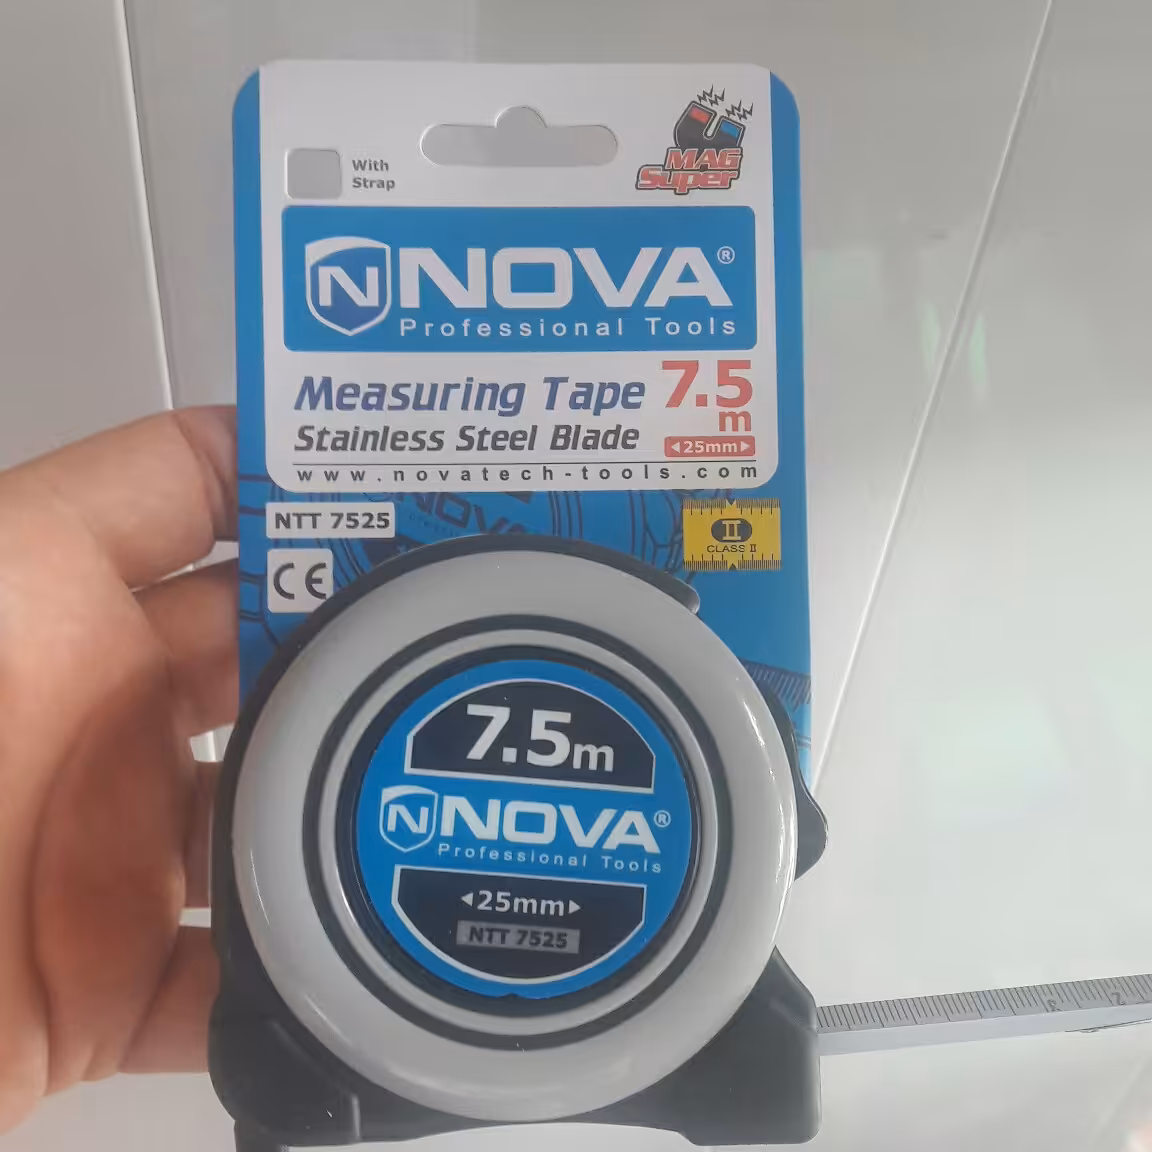 With
Strap
MAG
Super
N NOVA®
Professional Tools
Measuring Tape 7.5
m
Stainless Steel Blade
25mm
www.novatech-tools.com
NTT 7525
II
CLASS II
CE
7.5m
N NOVA®
Professional Tools
25mm
NTT 7525